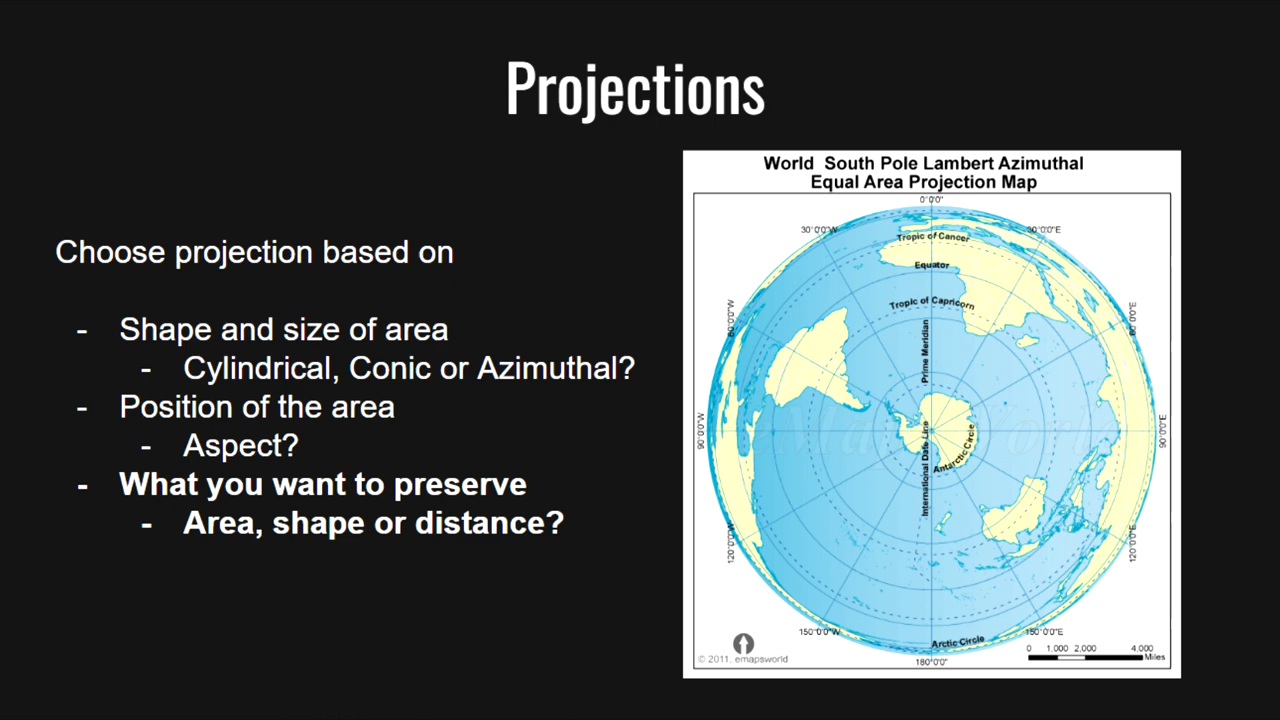 Projections
Choose projection based on
- Shape and size of area
- Cylindrical, Conic or Azimuthal?
- Position of the area
- Aspect?
- What you want to preserve
- Area, shape or distance?
World South Pole Lambert Azimuthal
Equal Area Projection Map
0°0'0"
30°0'0"W
Tropic of Cancer
Equator
Tropic of Capricorn
60°0'0"E
Prime Meridian
90°0'0"W
90°0'0"E
International Date Line
Antarctic Circle
120°0'0"W
120°0'0"E
150°0'0"W
150°0'0"E
Arctic Circle
180°0'0"
0 1,000 2,000 4,000
Miles
© 2011, emapsworld